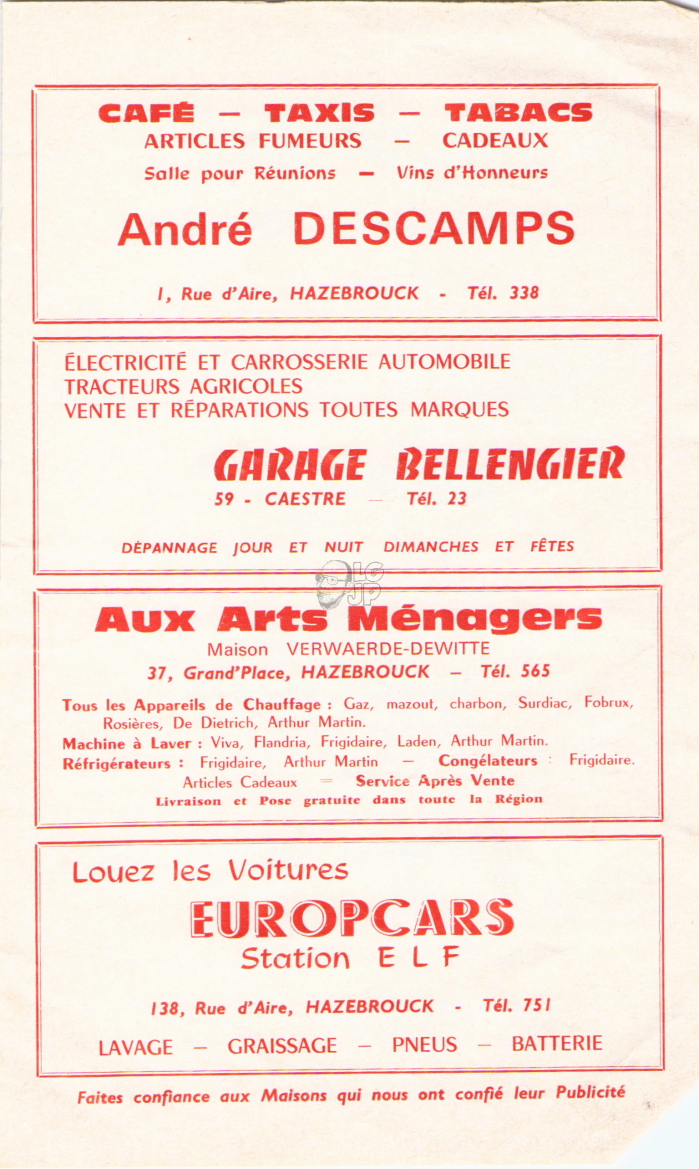 CAFÉ — TAXIS — TABACS
ARTICLES FUMEURS — CADEAUX
Salle pour Réunions — Vins d'Honneurs
André DESCAMPS
1, Rue d'Aire, HAZEBROUCK - Tél. 338
ÉLECTRICITÉ ET CARROSSERIE AUTOMOBILE
TRACTEURS AGRICOLES
VENTE ET RÉPARATIONS TOUTES MARQUES
GARAGE BELLENGIER
59 - CAESTRE — Tél. 23
DÉPANNAGE JOUR ET NUIT DIMANCHES ET FÊTES
LG
JP
Aux Arts Ménagers
Maison VERWAERDE-DEWITTE
37, Grand'Place, HAZEBROUCK — Tél. 565
Tous les Appareils de Chauffage : Gaz, mazout, charbon, Surdiac, Fobrux,
Rosières, De Dietrich, Arthur Martin.
Machine à Laver : Viva, Flandria, Frigidaire, Laden, Arthur Martin.
Réfrigérateurs : Frigidaire, Arthur Martin — Congélateurs : Frigidaire.
Articles Cadeaux = Service Après Vente
Livraison et Pose gratuite dans toute la Région
Louez les Voitures
EUROPCARS
Station ELF
138, Rue d'Aire, HAZEBROUCK - Tél. 751
LAVAGE — GRAISSAGE — PNEUS — BATTERIE
Faites confiance aux Maisons qui nous ont confié leur Publicité